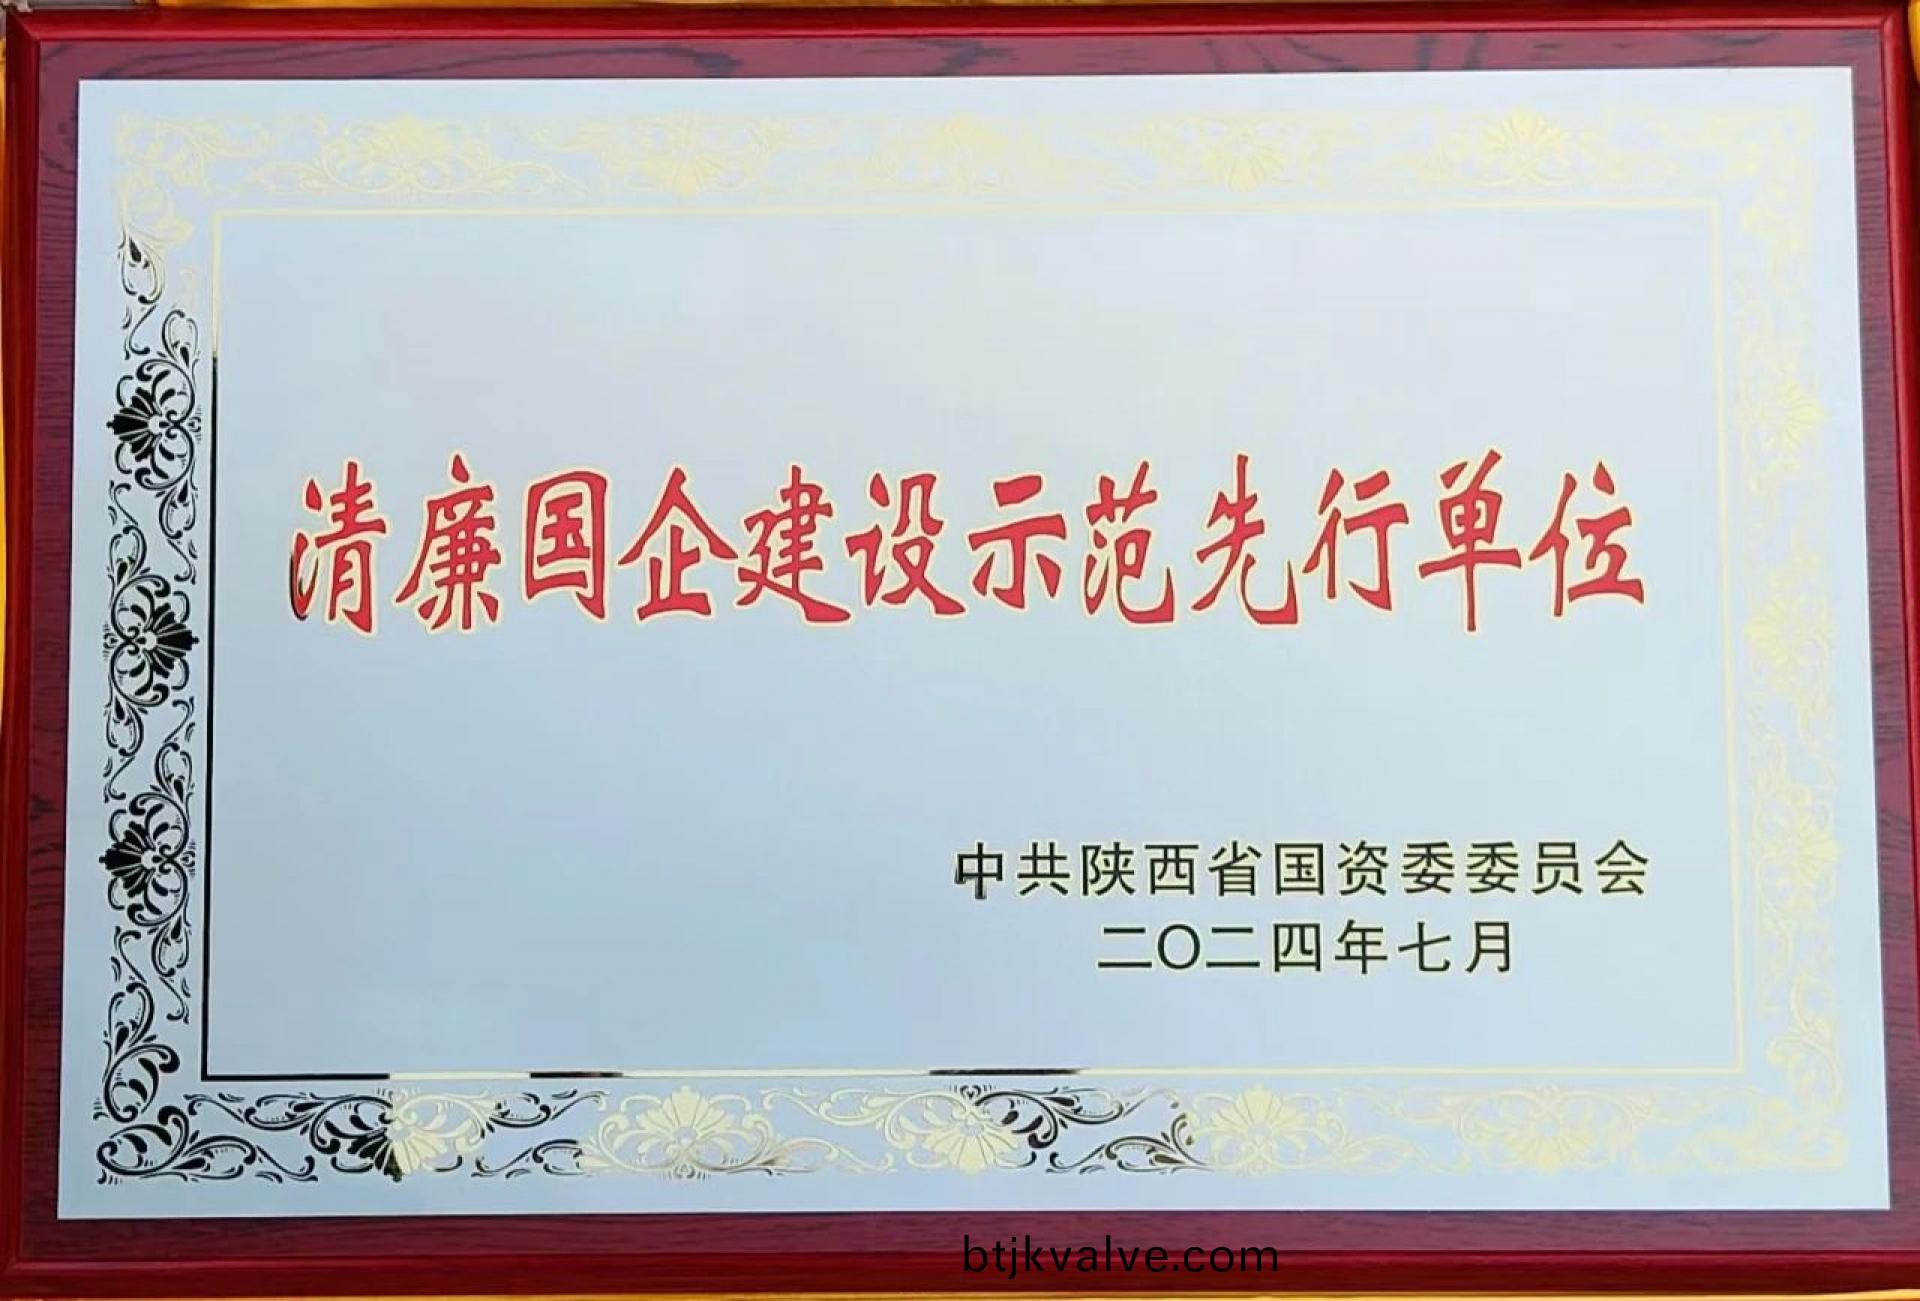 清廉国企建设示范先行单位
中共陕西省国资委委员会
二〇二四年七月
btjkvalve.com